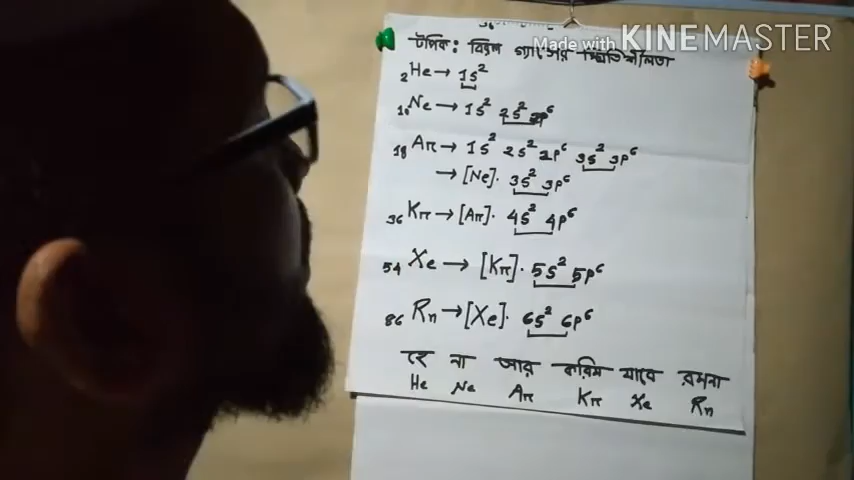 Made with KINEMASTER
টপিক: বিরল গ্যাসের স্থিতিশীলতা
₂He → 1s²
₁₀Ne → 1s² 2s² 2p⁶
₁₈Ar → 1s² 2s² 2p⁶ 3s² 3p⁶
→ [Ne]. 3s² 3p⁶
₃₆Kr → [Ar]. 4s² 4p⁶
₅₄Xe → [Kr]. 5s² 5p⁶
₈₆Rn → [Xe]. 6s² 6p⁶
হে না আর করিম যাবে রমনা
He Ne Ar Kr Xe Rn